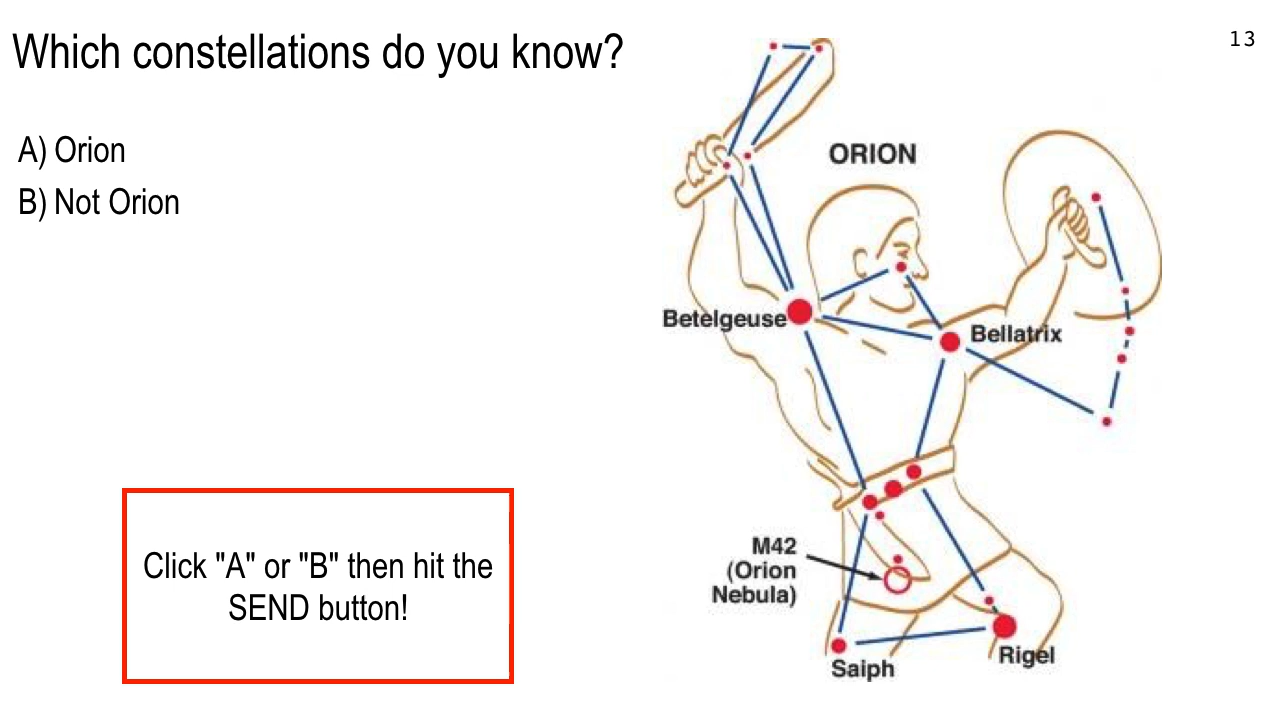 Which constellations do you know?
13
A) Orion
B) Not Orion
ORION
Betelgeuse
Bellatrix
M42
(Orion
Nebula)
Saiph
Rigel
Click "A" or "B" then hit the
SEND button!